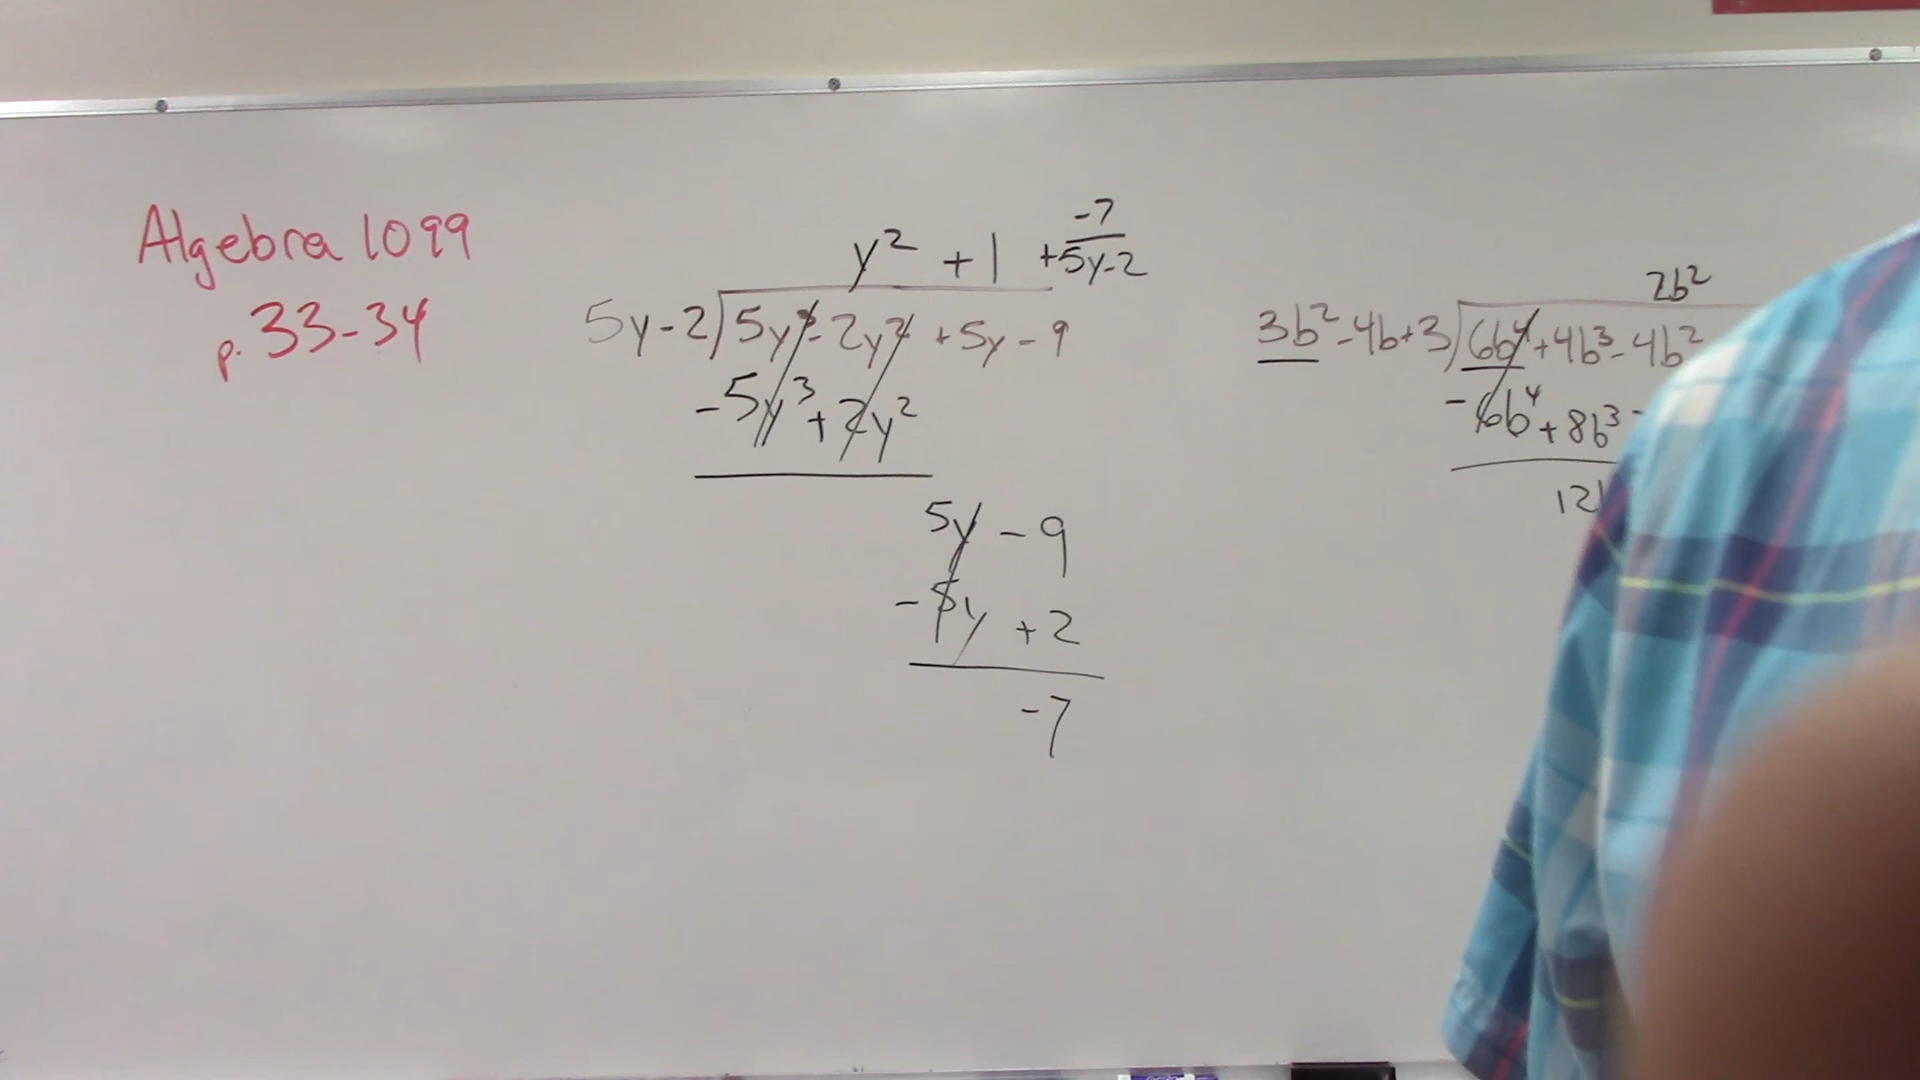 Algebra 1099
p. 33-34
y² + 1 + -7/5y-2
5y-2)5y³-2y²+5y-9
-5y³+2y²
5y-9
-5y+2
-7
2b²
3b²-4b+3)6b⁴+4b³-4b²
-6b⁴+8b³-
12